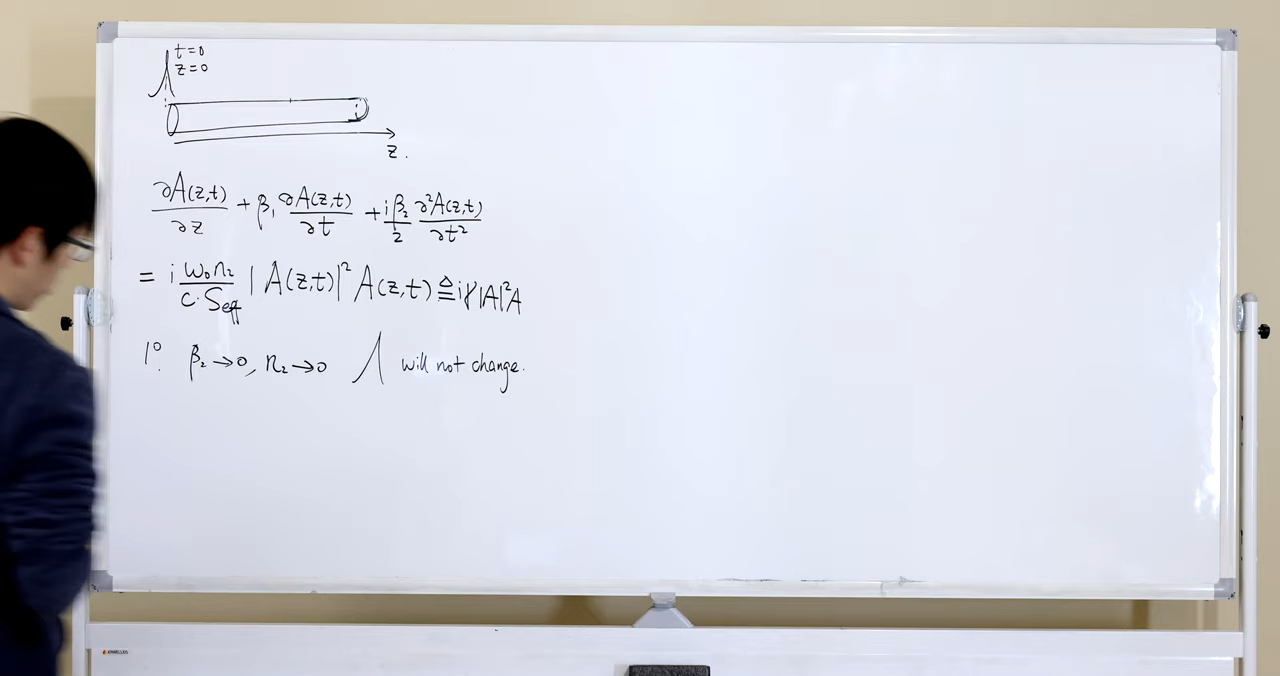 t=0
z=0
z.
∂A(z,t)/∂z + β₁ ∂A(z,t)/∂t + iβ₂/2 ∂²A(z,t)/∂t²
= i ω₀n₂/(c·S_eff) |A(z,t)|² A(z,t) ≜ iγ|A|²A
1°. β₂→0, n₂→0 will not change.